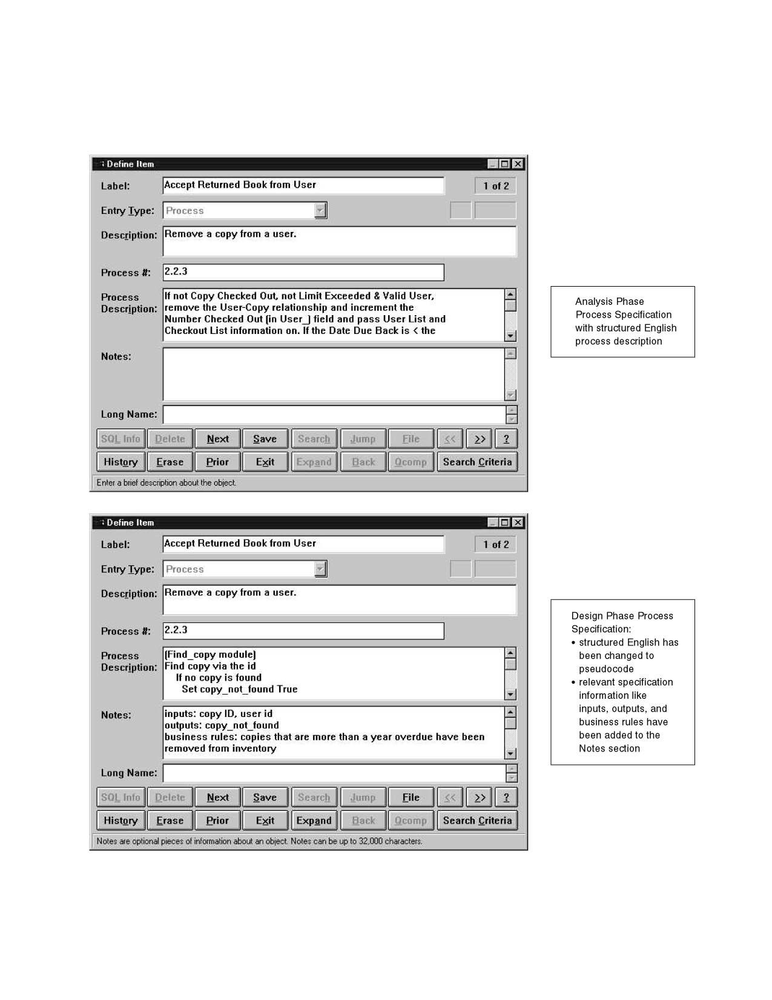 Define Item
Label: Accept Returned Book from User 1 of 2
Entry Type: Process
Description: Remove a copy from a user.
Process #: 2.2.3
Process Description: If not Copy Checked Out, not Limit Exceeded & Valid User,
remove the User-Copy relationship and increment the
Number Checked Out (in User_) field and pass User List and
Checkout List information on. If the Date Due Back is < the
Notes:
Long Name:
SQL Info Delete Next Save Search Jump File << >> ?
History Erase Prior Exit Expand Back Qcomp Search Criteria
Enter a brief description about the object.
Analysis Phase
Process Specification
with structured English
process description
Define Item
Label: Accept Returned Book from User 1 of 2
Entry Type: Process
Description: Remove a copy from a user.
Process #: 2.2.3
Process Description: (Find_copy module)
Find copy via the id
If no copy is found
Set copy_not_found True
Notes: inputs: copy ID, user id
outputs: copy_not_found
business rules: copies that are more than a year overdue have been
removed from inventory
Long Name:
SQL Info Delete Next Save Search Jump File << >> ?
History Erase Prior Exit Expand Back Qcomp Search Criteria
Notes are optional pieces of information about an object. Notes can be up to 32,000 characters.
Design Phase Process
Specification:
• structured English has
been changed to
pseudocode
• relevant specification
information like
inputs, outputs, and
business rules have
been added to the
Notes section